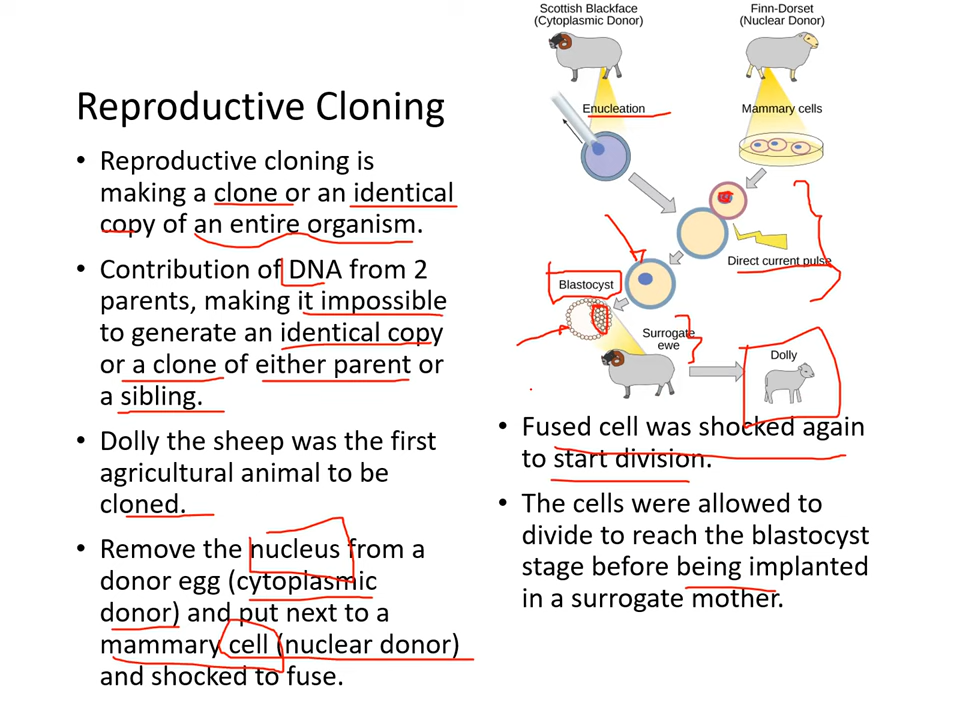 Reproductive Cloning
• Reproductive cloning is
making a clone or an identical
copy of an entire organism.
• Contribution of DNA from 2
parents, making it impossible
to generate an identical copy
or a clone of either parent or
a sibling.
• Dolly the sheep was the first
agricultural animal to be
cloned.
• Remove the nucleus from a
donor egg (cytoplasmic
donor) and put next to a
mammary cell (nuclear donor)
and shocked to fuse.
Scottish Blackface
(Cytoplasmic Donor)
Finn-Dorset
(Nuclear Donor)
Enucleation
Mammary cells
Direct current pulse
Blastocyst
Surrogate
ewe
Dolly
• Fused cell was shocked again
to start division.
• The cells were allowed to
divide to reach the blastocyst
stage before being implanted
in a surrogate mother.